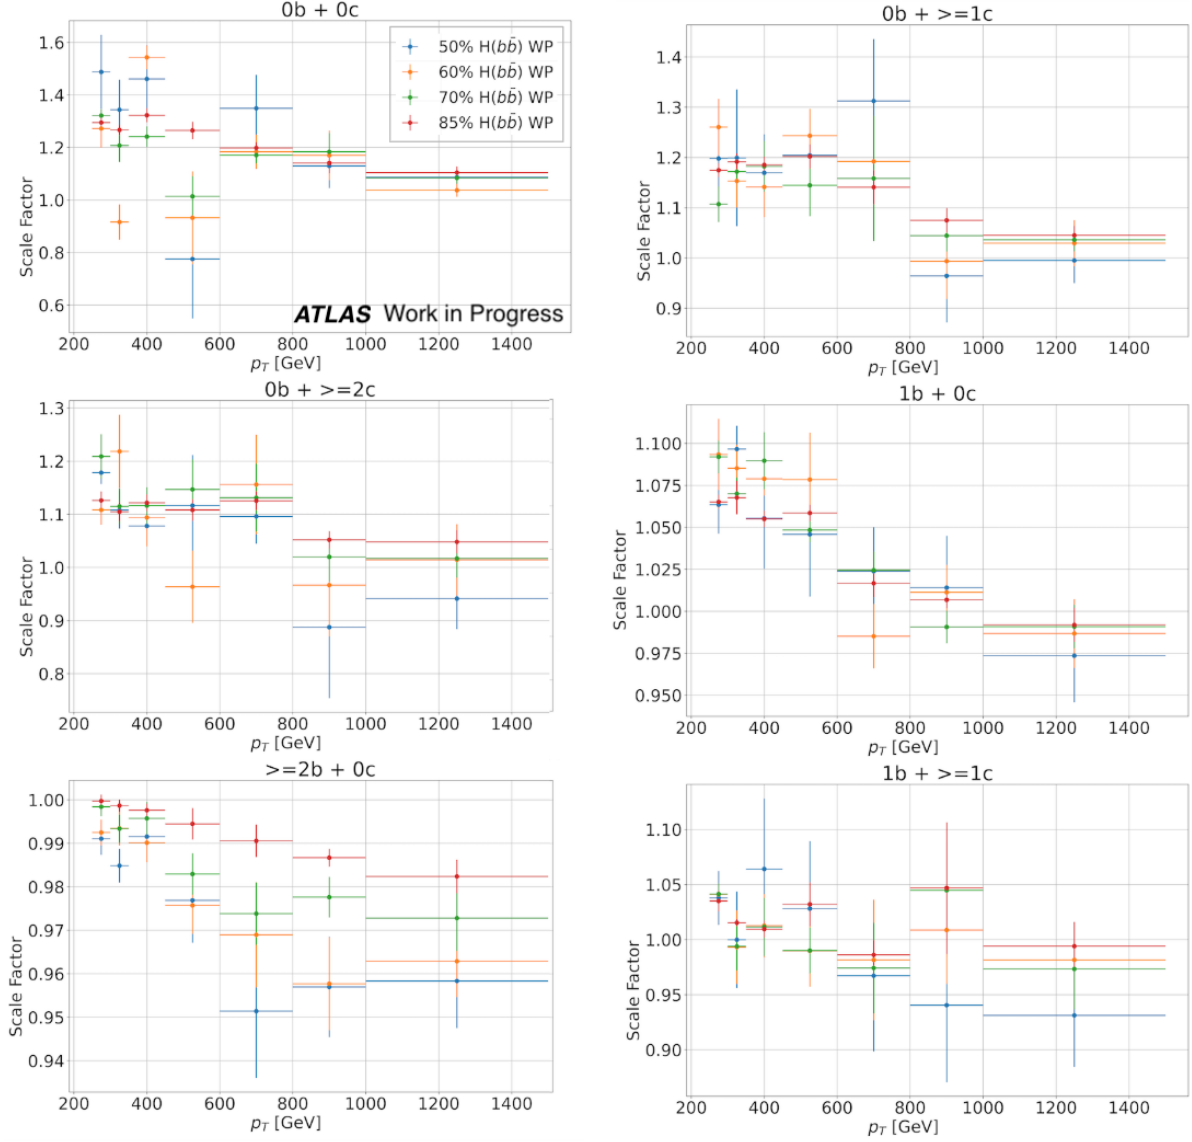 0b + 0c
1.6
1.4
1.2
1.0
0.8
0.6
Scale Factor
50% H(bb̄) WP
60% H(bb̄) WP
70% H(bb̄) WP
85% H(bb̄) WP
ATLAS Work in Progress
200 400 600 800 1000 1200 1400
p_T [GeV]
0b + >=1c
1.4
1.3
1.2
1.1
1.0
0.9
Scale Factor
200 400 600 800 1000 1200 1400
p_T [GeV]
0b + >=2c
1.3
1.2
1.1
1.0
0.9
0.8
Scale Factor
200 400 600 800 1000 1200 1400
p_T [GeV]
1b + 0c
1.100
1.075
1.050
1.025
1.000
0.975
0.950
Scale Factor
200 400 600 800 1000 1200 1400
p_T [GeV]
>=2b + 0c
1.00
0.99
0.98
0.97
0.96
0.95
0.94
Scale Factor
200 400 600 800 1000 1200 1400
p_T [GeV]
1b + >=1c
1.10
1.05
1.00
0.95
0.90
Scale Factor
200 400 600 800 1000 1200 1400
p_T [GeV]